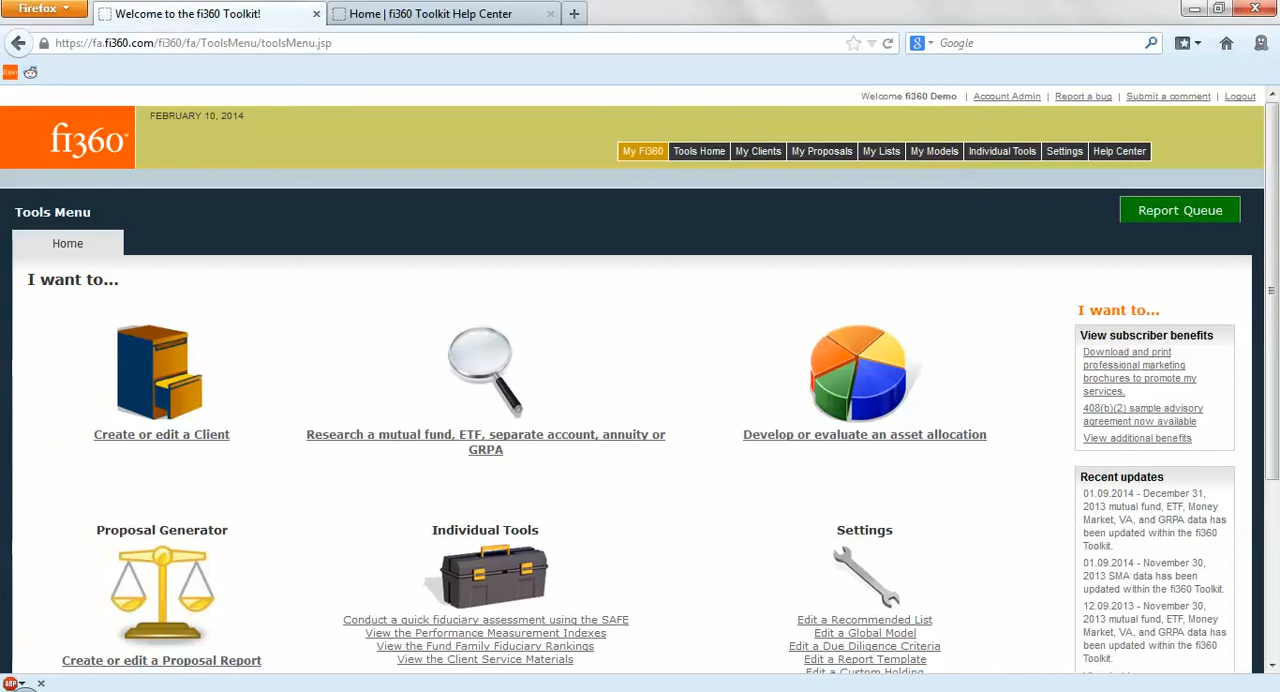 Firefox
Welcome to the fi360 Toolkit!
Home | fi360 Toolkit Help Center
https://fa.fi360.com/fi360/fa/ToolsMenu/toolsMenu.jsp
Google
Welcome fi360 Demo | Account Admin | Report a bug | Submit a comment | Logout
fi360
FEBRUARY 10, 2014
My Fi360 Tools Home My Clients My Proposals My Lists My Models Individual Tools Settings Help Center
Tools Menu
Report Queue
Home
I want to...
Create or edit a Client
Research a mutual fund, ETF, separate account, annuity or
GRPA
Develop or evaluate an asset allocation
Proposal Generator
Create or edit a Proposal Report
Individual Tools
Conduct a quick fiduciary assessment using the SAFE
View the Performance Measurement Indexes
View the Fund Family Fiduciary Rankings
View the Client Service Materials
Settings
Edit a Recommended List
Edit a Global Model
Edit a Due Diligence Criteria
Edit a Report Template
Edit a Custom Holding
I want to...
View subscriber benefits
Download and print
professional marketing
brochures to promote my
services.
408(b)(2) sample advisory
agreement now available
View additional benefits
Recent updates
01.09.2014 - December 31,
2013 mutual fund, ETF, Money
Market, VA, and GRPA data has
been updated within the fi360
Toolkit.
01.09.2014 - November 30,
2013 SMA data has been
updated within the fi360 Toolkit.
12.09.2013 - November 30,
2013 mutual fund, ETF, Money
Market, VA, and GRPA data has
been updated within the fi360
Toolkit.
ABP